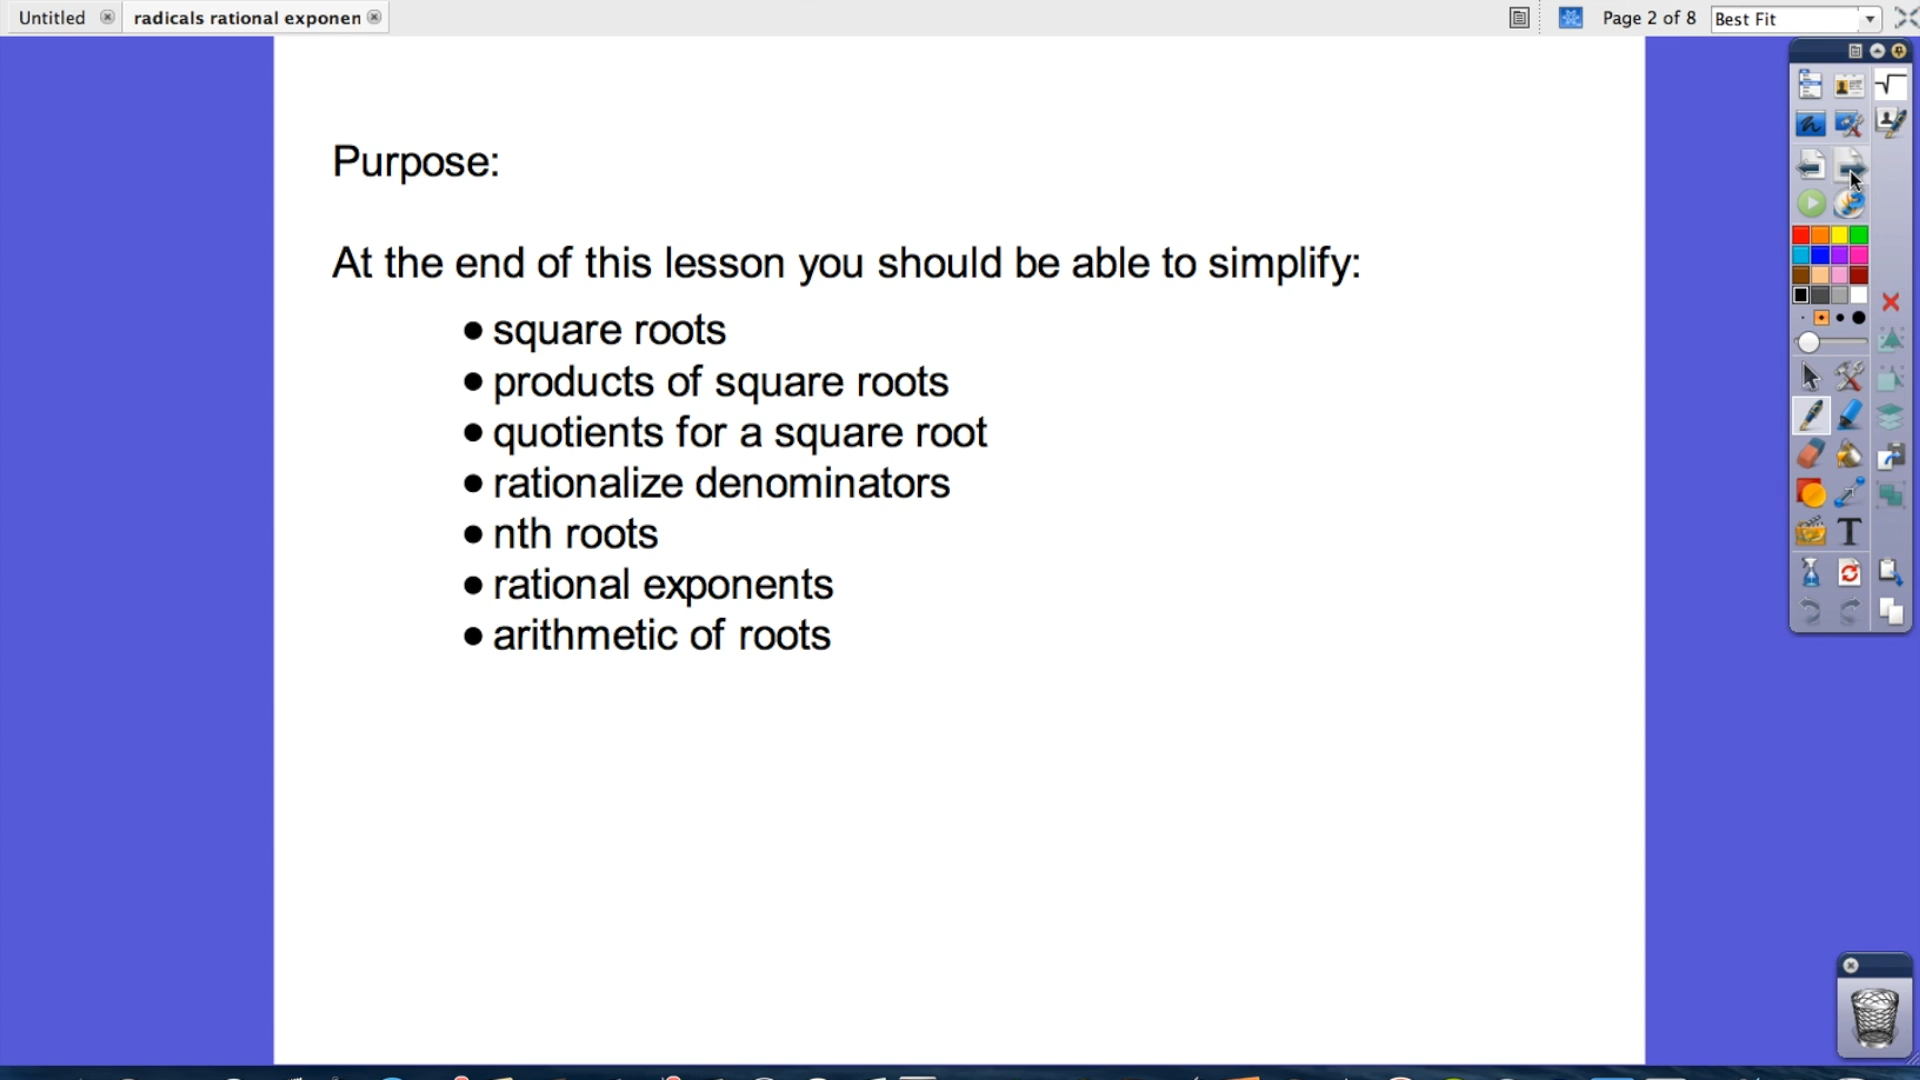 Untitled
radicals rational exponen
Page 2 of 8
Best Fit
Purpose:
At the end of this lesson you should be able to simplify:
• square roots
• products of square roots
• quotients for a square root
• rationalize denominators
• nth roots
• rational exponents
• arithmetic of roots
T